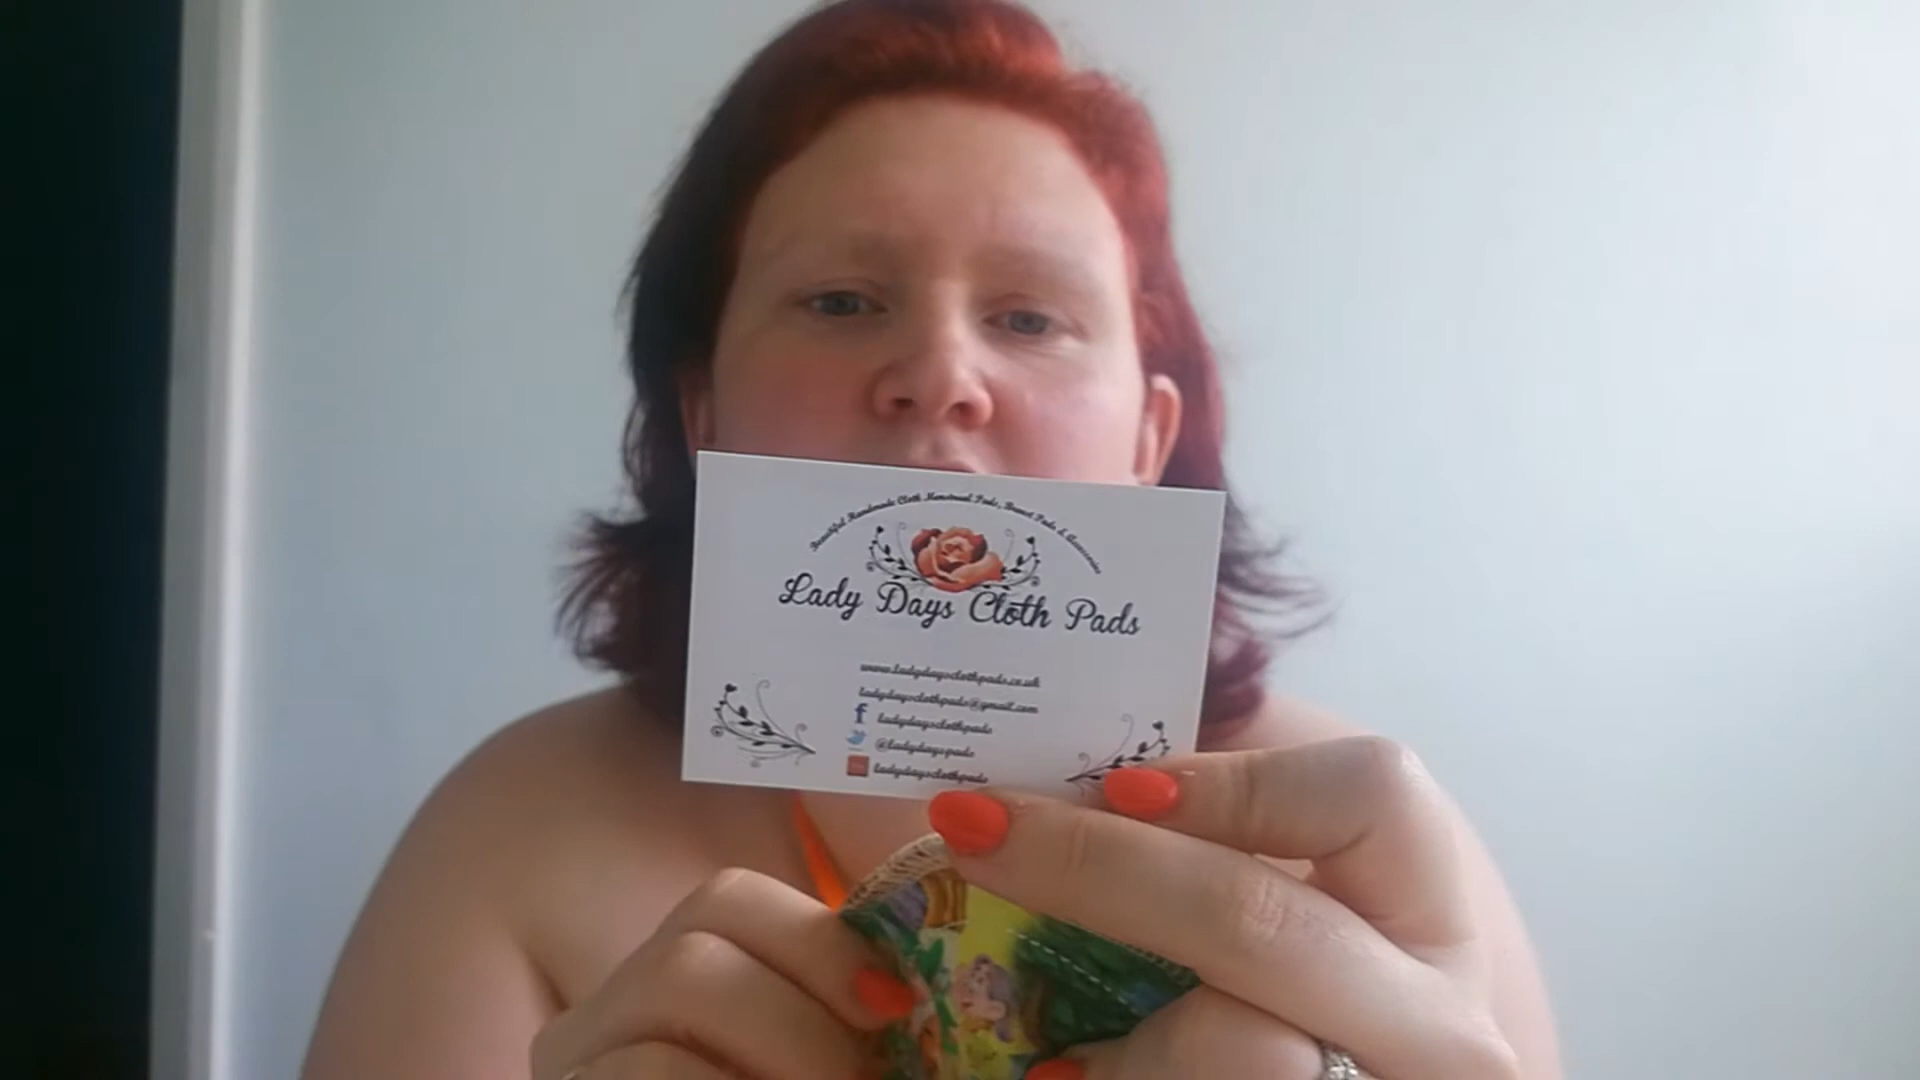 Beautiful Handmade Cloth Menstrual Pads, Breast Pads & Accessories
Lady Days Cloth Pads
www.ladydaysclothpads.co.uk
ladydaysclothpads@gmail.com
f ladydaysclothpads
@ladydayspads
ladydaysclothpads